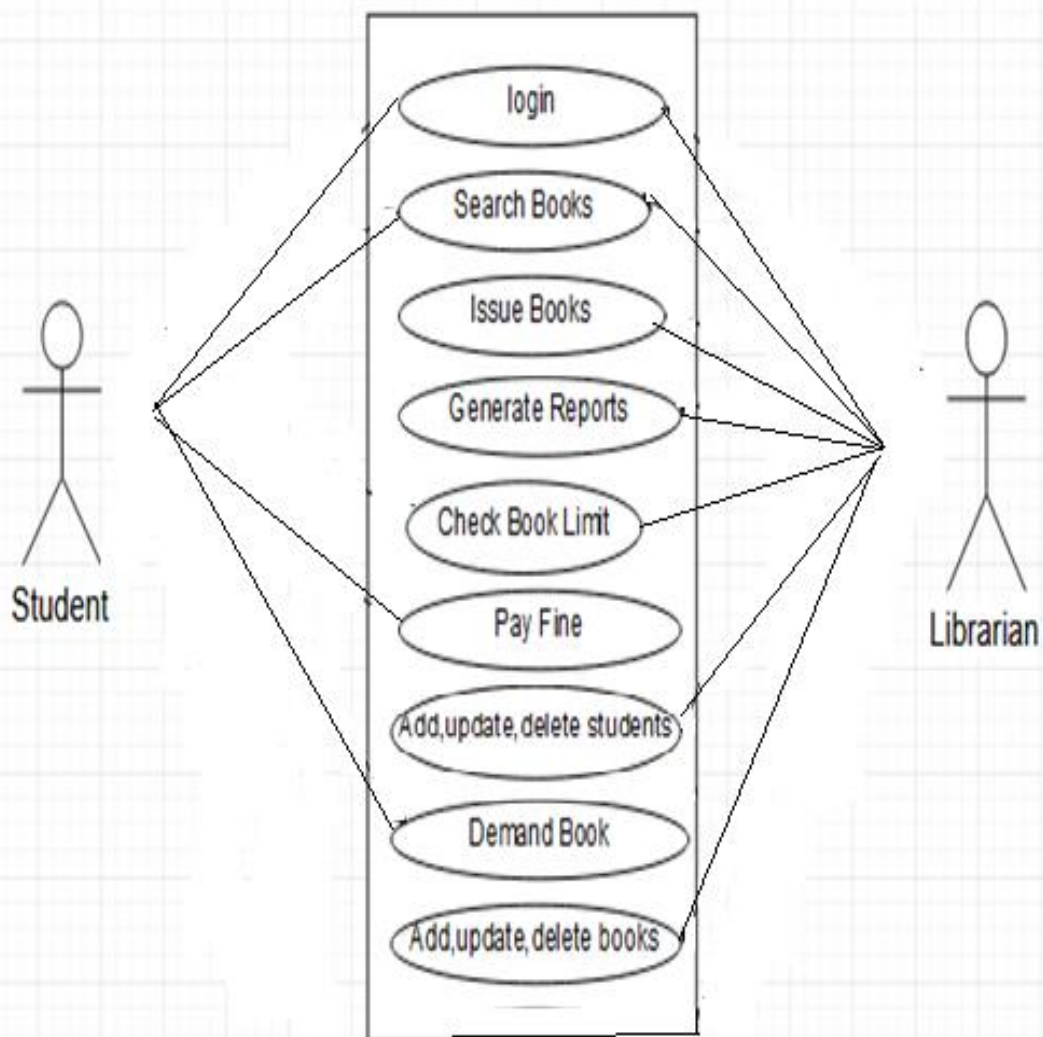 login
Search Books
Issue Books
Generate Reports
Check Book Limit
Student
Pay Fine
Librarian
Add,update,delete students
Demand Book
Add,update,delete books